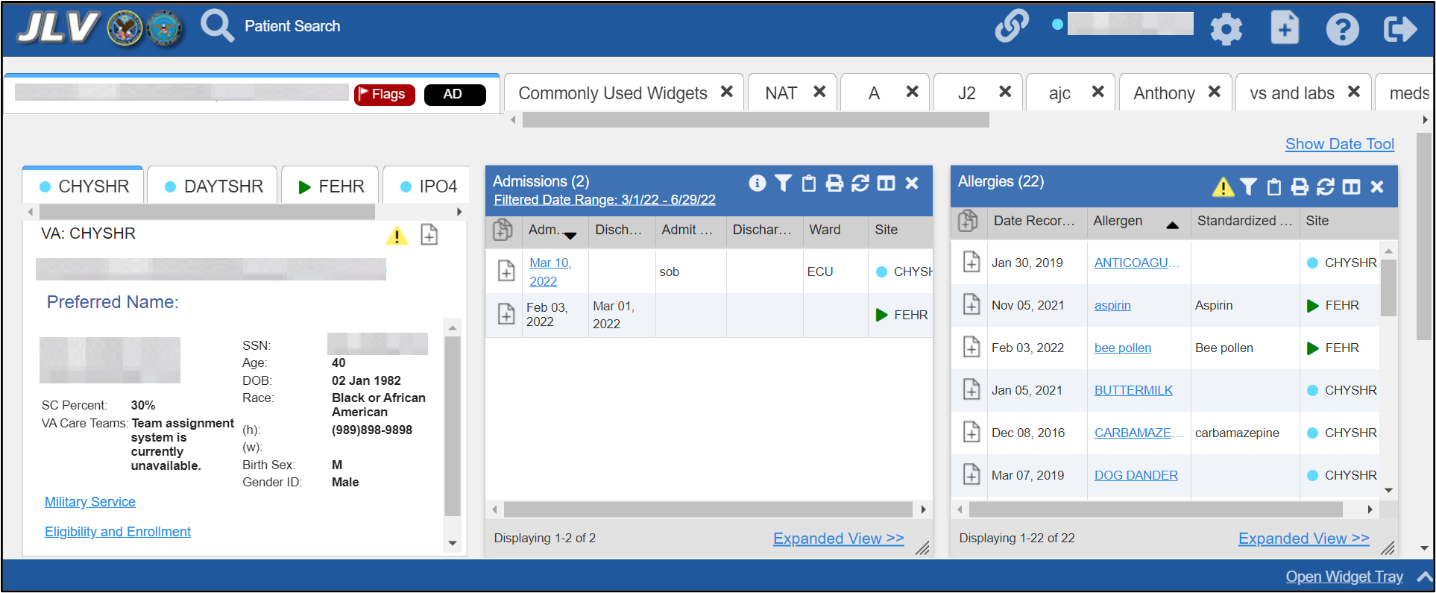 JLV Patient Search
Flags AD Commonly Used Widgets NAT A J2 ajc Anthony vs and labs meds
Show Date Tool
CHYSHR DAYTSHR FEHR IPO4
VA: CHYSHR
Preferred Name:
SSN:
Age: 40
DOB: 02 Jan 1982
Race: Black or African
American
SC Percent: 30%
VA Care Teams: Team assignment
system is
currently
unavailable.
(h): (989)898-9898
(w):
Birth Sex: M
Gender ID: Male
Military Service
Eligibility and Enrollment
Admissions (2)
Filtered Date Range: 3/1/22 - 6/29/22
Adm... Disch... Admit ... Dischar... Ward Site
Mar 10,
2022 sob ECU CHYSH
Feb 03,
2022 Mar 01,
2022 FEHR
Displaying 1-2 of 2 Expanded View >>
Allergies (22)
Date Recor... Allergen Standardized ... Site
Jan 30, 2019 ANTICOAGU... CHYSHR
Nov 05, 2021 aspirin Aspirin FEHR
Feb 03, 2022 bee pollen Bee pollen FEHR
Jan 05, 2021 BUTTERMILK CHYSHR
Dec 08, 2016 CARBAMAZE... carbamazepine CHYSHR
Mar 07, 2019 DOG DANDER CHYSHR
Displaying 1-22 of 22 Expanded View >>
Open Widget Tray